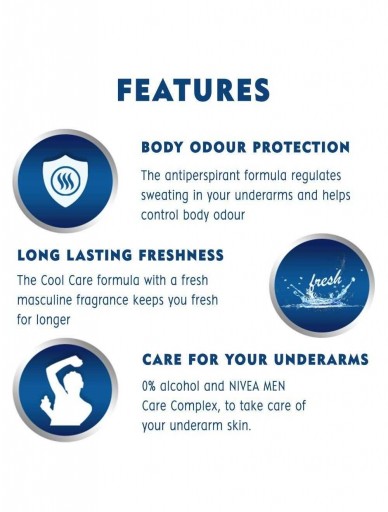 FEATURES
BODY ODOUR PROTECTION
The antiperspirant formula regulates
sweating in your underarms and helps
control body odour
LONG LASTING FRESHNESS
The Cool Care formula with a fresh
masculine fragrance keeps you fresh
for longer
fresh
CARE FOR YOUR UNDERARMS
0% alcohol and NIVEA MEN
Care Complex, to take care of
your underarm skin.